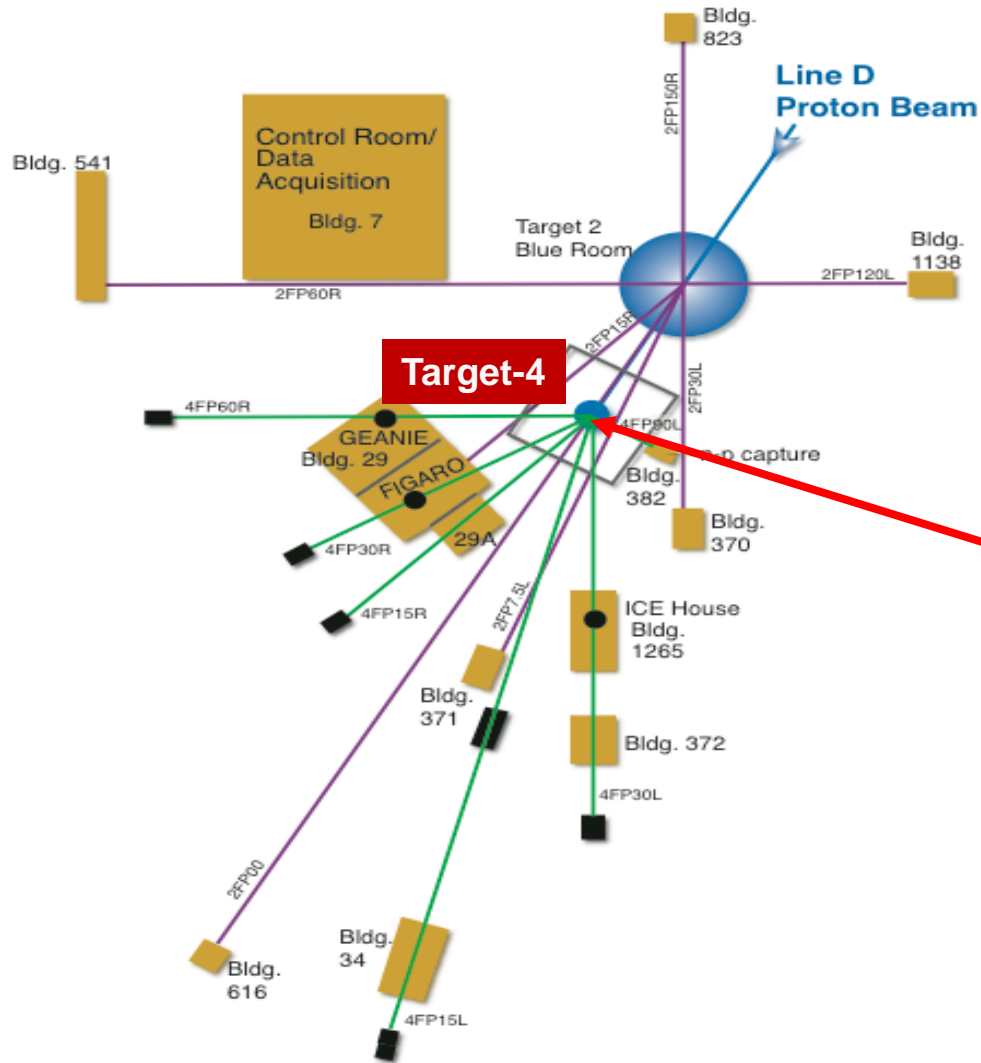 Bldg.
823
Line D
Proton Beam
2FP150R
Control Room/
Data
Acquisition
Bldg. 7
Bldg. 541
Target 2
Blue Room
Bldg.
1138
2FP120L
2FP60R
2FP15R
Target-4
2FP30L
4FP60R
4FP90L
GEANIE
Bldg. 29
FIGARO
n-p capture
Bldg.
382
Bldg.
370
29A
4FP30R
4FP15R
2FP7.5L
ICE House
Bldg.
1265
Bldg.
371
Bldg. 372
4FP30L
2FP00
Bldg.
34
Bldg.
616
4FP15L